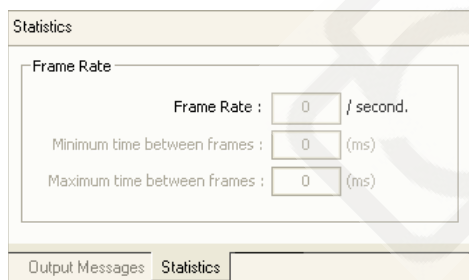 Statistics
Frame Rate
Frame Rate : 0 / second.
Minimum time between frames : 0 (ms)
Maximum time between frames : 0 (ms)
Output Messages Statistics